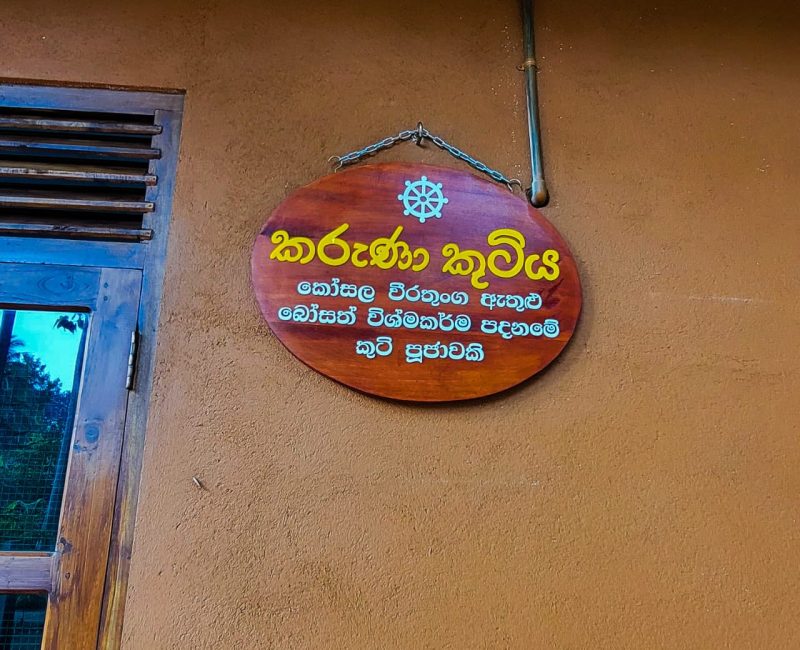 කරුණා කුටිය
කෝසල වීරතුංග ඇතුළු
බෝසත් විශ්මකර්ම පදනමේ
කුටි පූජාවකි